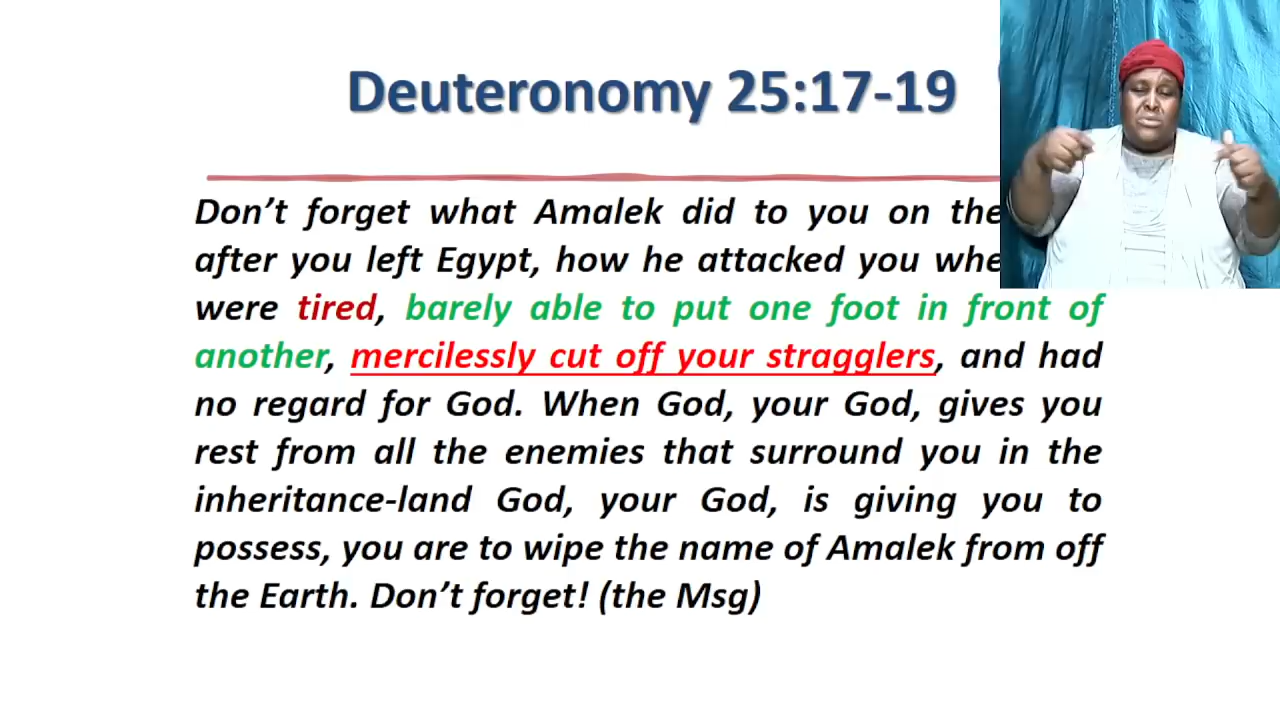 Deuteronomy 25:17-19
Don't forget what Amalek did to you on the
after you left Egypt, how he attacked you whe
were tired, barely able to put one foot in front of
another, mercilessly cut off your stragglers, and had
no regard for God. When God, your God, gives you
rest from all the enemies that surround you in the
inheritance-land God, your God, is giving you to
possess, you are to wipe the name of Amalek from off
the Earth. Don't forget! (the Msg)